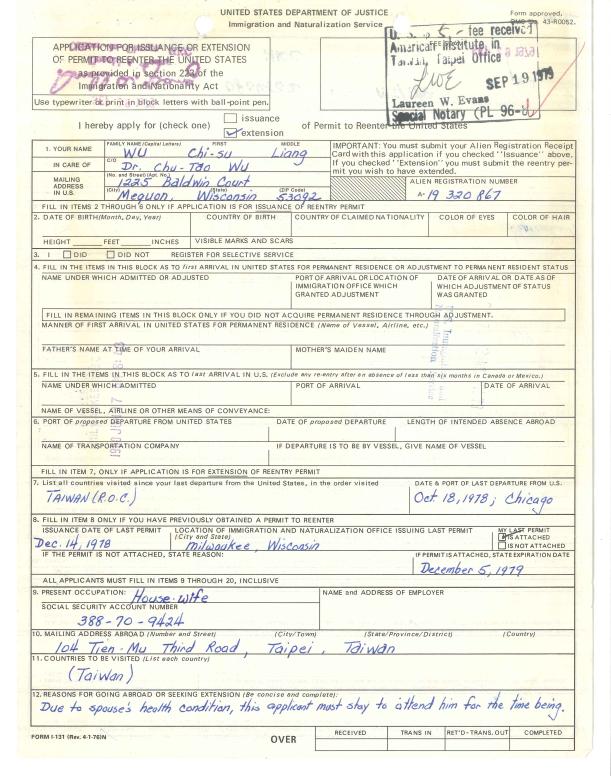 UNITED STATES DEPARTMENT OF JUSTICE
Immigration and Naturalization Service
Form approved.
43-R0082.
APPLICATION FOR ISSUANCE OR EXTENSION
OF PERMIT TO REENTER THE UNITED STATES
as provided in section 223 of the
Immigration and Nationality Act
Use typewriter or print in block letters with ball-point pen.
fee received
American Institute in
Taiwan, Taipei Office
SEP 19 1979
Laureen W. Evans
Special Notary (PL 96-8)
I hereby apply for (check one)
issuance
extension
of Permit to Reenter the United States
1. YOUR NAME
FAMILY NAME (Capital Letters) FIRST MIDDLE
WU Chi-su Liang
IN CARE OF
C/O
Dr. Chu-Tao Wu
MAILING ADDRESS IN U.S.
(No. and Street) (Apt. No.)
1225 Baldwin Court
(City) (State) (ZIP Code)
Mequon, Wisconsin 53092
IMPORTANT: You must submit your Alien Registration Receipt
Card with this application if you checked "Issuance" above.
If you checked "Extension" you must submit the reentry per-
mit you wish to have extended.
ALIEN REGISTRATION NUMBER
A-19 320 867
FILL IN ITEMS 2 THROUGH 6 ONLY IF APPLICATION IS FOR ISSUANCE OF REENTRY PERMIT
2. DATE OF BIRTH (Month, Day, Year) COUNTRY OF BIRTH COUNTRY OF CLAIMED NATIONALITY COLOR OF EYES COLOR OF HAIR
HEIGHT FEET INCHES VISIBLE MARKS AND SCARS
3. I DID DID NOT REGISTER FOR SELECTIVE SERVICE
4. FILL IN THE ITEMS IN THIS BLOCK AS TO first ARRIVAL IN UNITED STATES FOR PERMANENT RESIDENCE OR ADJUSTMENT TO PERMANENT RESIDENT STATUS
NAME UNDER WHICH ADMITTED OR ADJUSTED
PORT OF ARRIVAL OR LOCATION OF
IMMIGRATION OFFICE WHICH
GRANTED ADJUSTMENT
DATE OF ARRIVAL OR DATE AS
OF WHICH ADJUSTMENT OF STATUS
WAS GRANTED
FILL IN REMAINING ITEMS IN THIS BLOCK ONLY IF YOU DID NOT ACQUIRE PERMANENT RESIDENCE THROUGH ADJUSTMENT.
MANNER OF FIRST ARRIVAL IN UNITED STATES FOR PERMANENT RESIDENCE (Name of Vessel, Airline, etc.)
FATHER'S NAME AT TIME OF YOUR ARRIVAL MOTHER'S MAIDEN NAME
5. FILL IN THE ITEMS IN THIS BLOCK AS TO last ARRIVAL IN U.S. (Exclude any re-entry after an absence of less than six months in Canada or Mexico.)
NAME UNDER WHICH ADMITTED PORT OF ARRIVAL DATE OF ARRIVAL
NAME OF VESSEL, AIRLINE OR OTHER MEANS OF CONVEYANCE:
6. PORT OF proposed DEPARTURE FROM UNITED STATES DATE OF proposed DEPARTURE LENGTH OF INTENDED ABSENCE ABROAD
NAME OF TRANSPORTATION COMPANY IF DEPARTURE IS TO BE BY VESSEL, GIVE NAME OF VESSEL
FILL IN ITEM 7, ONLY IF APPLICATION IS FOR EXTENSION OF REENTRY PERMIT
7. List all countries visited since your last departure from the United States, in the order visited
TAIWAN (R.O.C.)
DATE & PORT OF LAST DEPARTURE FROM U.S.
Oct 18, 1978; Chicago
8. FILL IN ITEM 8 ONLY IF YOU HAVE PREVIOUSLY OBTAINED A PERMIT TO REENTER
ISSUANCE DATE OF LAST PERMIT
Dec. 14, 1978
LOCATION OF IMMIGRATION AND NATURALIZATION OFFICE ISSUING LAST PERMIT
(City and State)
Milwaukee, Wisconsin
MY LAST PERMIT
IS ATTACHED
IS NOT ATTACHED
IF THE PERMIT IS NOT ATTACHED, STATE REASON:
IF PERMIT IS ATTACHED, STATE EXPIRATION DATE
December 5, 1979
ALL APPLICANTS MUST FILL IN ITEMS 9 THROUGH 20, INCLUSIVE
9. PRESENT OCCUPATION: House-wife
NAME and ADDRESS OF EMPLOYER
SOCIAL SECURITY ACCOUNT NUMBER
388-70-9424
10. MAILING ADDRESS ABROAD (Number and Street) (City/Town) (State/Province/District) (Country)
104 Tien-Mu Third Road, Taipei, Taiwan
11. COUNTRIES TO BE VISITED (List each country)
(Taiwan)
12. REASONS FOR GOING ABROAD OR SEEKING EXTENSION (Be concise and complete):
Due to spouse's health condition, this applicant must stay to attend him for the time being.
FORM I-131 (Rev. 4-1-76)N
OVER
RECEIVED TRANS IN RET'D-TRANS. OUT COMPLETED